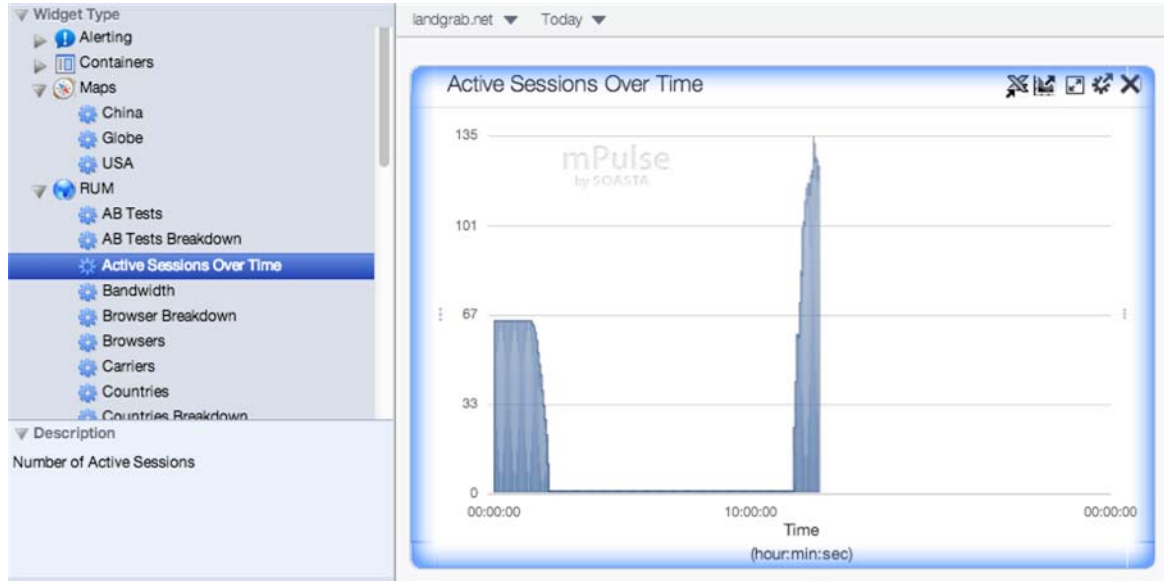 Widget Type
Alerting
Containers
Maps
China
Globe
USA
RUM
AB Tests
AB Tests Breakdown
Active Sessions Over Time
Bandwidth
Browser Breakdown
Browsers
Carriers
Countries
Countries Breakdown
Description
Number of Active Sessions
landgrab.net Today
Active Sessions Over Time
mPulse
by SOASTA
135
101
67
33
0
00:00:00 10:00:00 00:00:00
Time
(hour:min:sec)